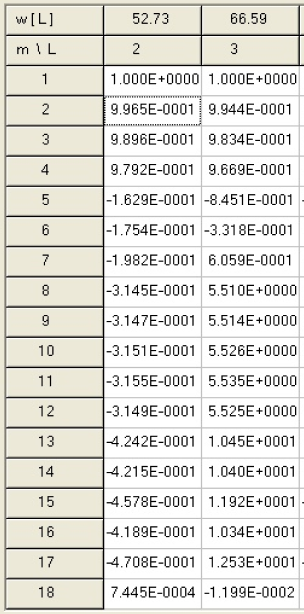 w[L] 52.73 66.59
m \ L 2 3
1 1.000E+0000 1.000E+0000
2 9.965E-0001 9.944E-0001
3 9.896E-0001 9.834E-0001
4 9.792E-0001 9.669E-0001
5 -1.629E-0001 -8.451E-0001
6 -1.754E-0001 -3.318E-0001
7 -1.982E-0001 6.059E-0001
8 -3.145E-0001 5.510E+0000
9 -3.147E-0001 5.514E+0000
10 -3.151E-0001 5.526E+0000
11 -3.155E-0001 5.535E+0000
12 -3.149E-0001 5.525E+0000
13 -4.242E-0001 1.045E+0001
14 -4.215E-0001 1.040E+0001
15 -4.578E-0001 1.192E+0001
16 -4.189E-0001 1.034E+0001
17 -4.708E-0001 1.253E+0001
18 7.445E-0004 -1.199E-0002